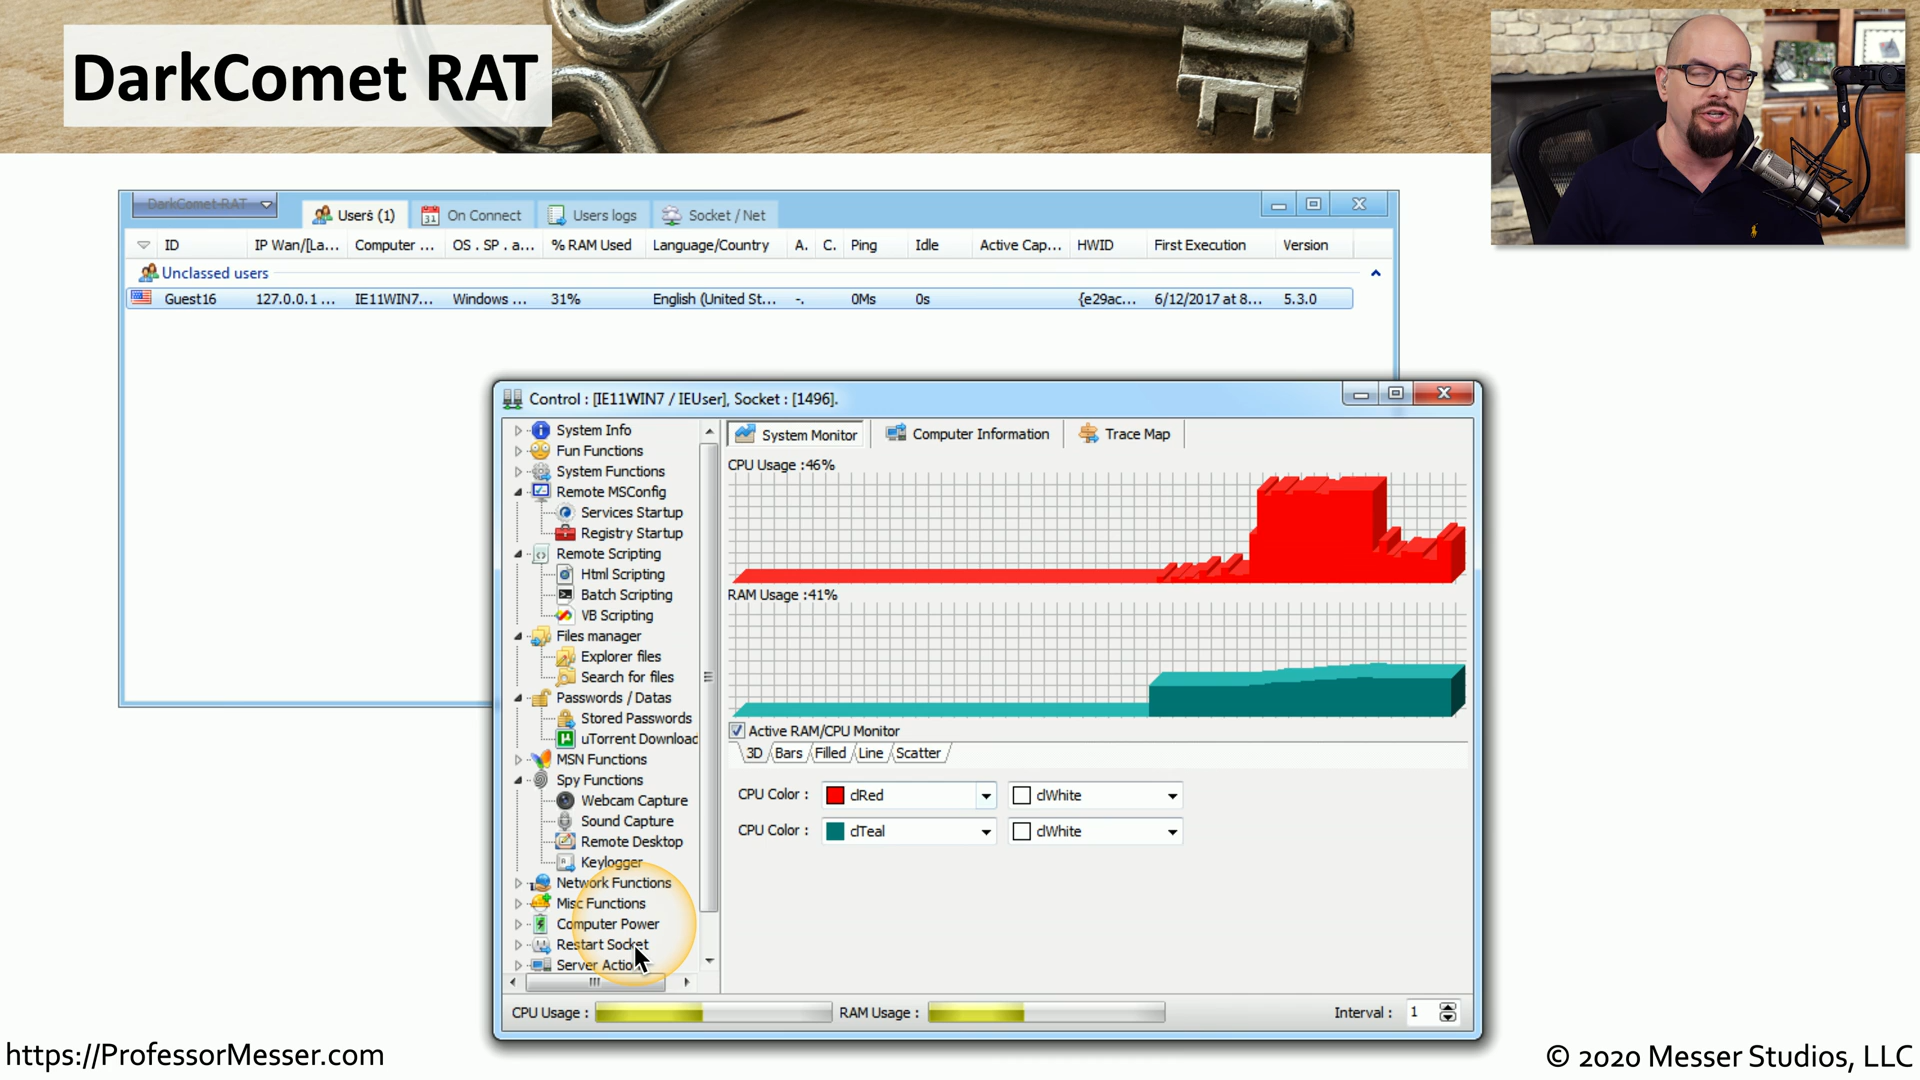 DarkComet RAT
DarkComet-RAT
Users (1)
On Connect
Users logs
Socket / Net
ID
IP Wan/[La...
Computer ...
OS . SP . a...
% RAM Used
Language/Country
A.
C.
Ping
Idle
Active Cap...
HWID
First Execution
Version
Unclassed users
Guest16
127.0.0.1 ...
IE11WIN7...
Windows ...
31%
English (United St...
-.
0Ms
0s
{e29ac...
6/12/2017 at 8...
5.3.0
Control : [IE11WIN7 / IEUser], Socket : [1496].
System Info
Fun Functions
System Functions
Remote MSConfig
Services Startup
Registry Startup
Remote Scripting
Html Scripting
Batch Scripting
VB Scripting
Files manager
Explorer files
Search for files
Passwords / Datas
Stored Passwords
uTorrent Download
MSN Functions
Spy Functions
Webcam Capture
Sound Capture
Remote Desktop
Keylogger
Network Functions
Misc Functions
Computer Power
Restart Socket
Server Action
System Monitor
Computer Information
Trace Map
CPU Usage :46%
RAM Usage :41%
Active RAM/CPU Monitor
3D
Bars
Filled
Line
Scatter
CPU Color :
clRed
clWhite
CPU Color :
clTeal
clWhite
CPU Usage :
RAM Usage :
Interval :
1
https://ProfessorMesser.com
© 2020 Messer Studios, LLC